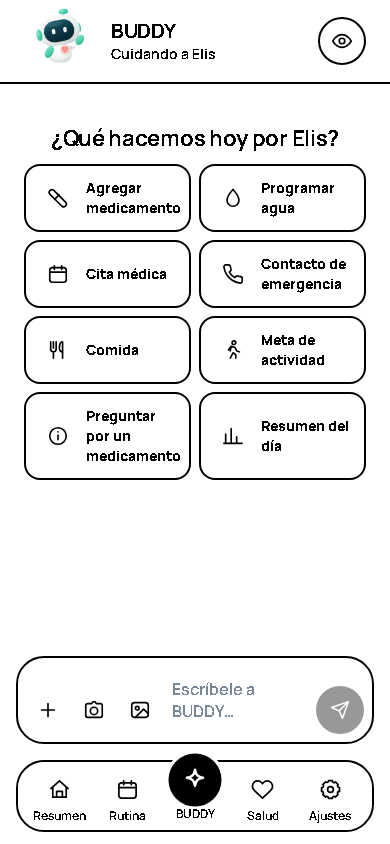 BUDDY
Cuidando a Elis
¿Qué hacemos hoy por Elis?
Agregar
medicamento
Programar
agua
Cita médica
Contacto de
emergencia
Comida
Meta de
actividad
Preguntar
por un
medicamento
Resumen del
día
Escríbele a
BUDDY...
Resumen
Rutina
BUDDY
Salud
Ajustes